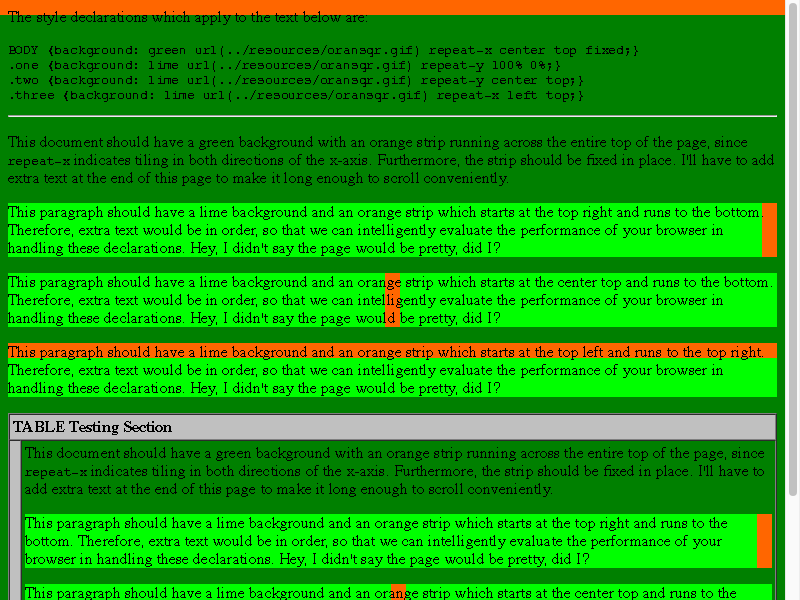 The style declarations which apply to the text below are:
BODY {background: green url(../resources/oransqr.gif) repeat-x center top fixed;}
.one {background: lime url(../resources/oransqr.gif) repeat-y 100% 0%;}
.two {background: lime url(../resources/oransqr.gif) repeat-y center top;}
.three {background: lime url(../resources/oransqr.gif) repeat-x left top;}
This document should have a green background with an orange strip running across the entire top of the page, since
repeat-x indicates tiling in both directions of the x-axis. Furthermore, the strip should be fixed in place. I'll have to add
extra text at the end of this page to make it long enough to scroll conveniently.
This paragraph should have a lime background and an orange strip which starts at the top right and runs to the bottom.
Therefore, extra text would be in order, so that we can intelligently evaluate the performance of your browser in
handling these declarations. Hey, I didn't say the page would be pretty, did I?
This paragraph should have a lime background and an orange strip which starts at the center top and runs to the bottom.
Therefore, extra text would be in order, so that we can intelligently evaluate the performance of your browser in
handling these declarations. Hey, I didn't say the page would be pretty, did I?
This paragraph should have a lime background and an orange strip which starts at the top left and runs to the top right.
Therefore, extra text would be in order, so that we can intelligently evaluate the performance of your browser in
handling these declarations. Hey, I didn't say the page would be pretty, did I?
TABLE Testing Section
This document should have a green background with an orange strip running across the entire top of the page, since
repeat-x indicates tiling in both directions of the x-axis. Furthermore, the strip should be fixed in place. I'll have to
add extra text at the end of this page to make it long enough to scroll conveniently.
This paragraph should have a lime background and an orange strip which starts at the top right and runs to the
bottom. Therefore, extra text would be in order, so that we can intelligently evaluate the performance of your
browser in handling these declarations. Hey, I didn't say the page would be pretty, did I?
This paragraph should have a lime background and an orange strip which starts at the center top and runs to the